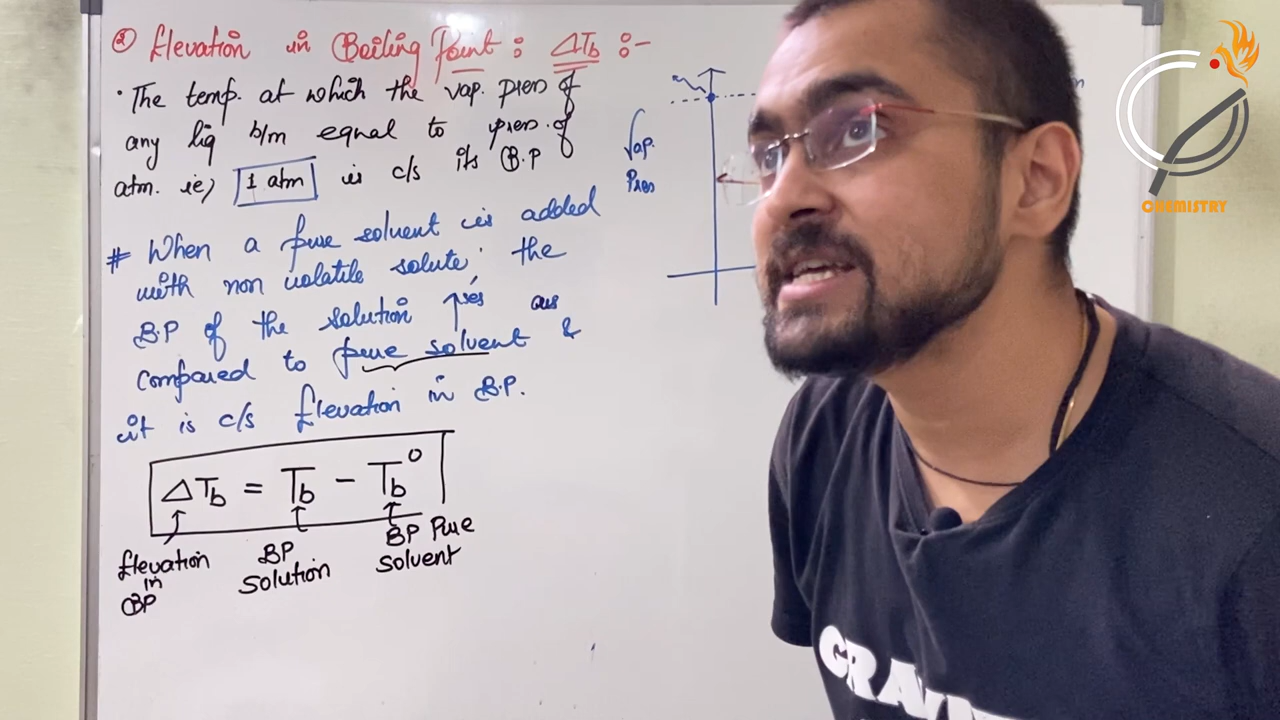 ② Elevation in Boiling Point : ΔTb :-
• The temp. at which the vap. pres of
any liq b/m equal to pres. of
atm. ie) 1 atm is c/s its B.P
# When a pure solvent is added
with non volatile solute, the
B.P of the solution ↑ses as
compared to pure solvent &
it is c/s Elevation in B.P.
ΔTb = Tb - Tb°
Elevation in BP
BP solution
BP Pure solvent
Vap.
Pres
CHEMISTRY